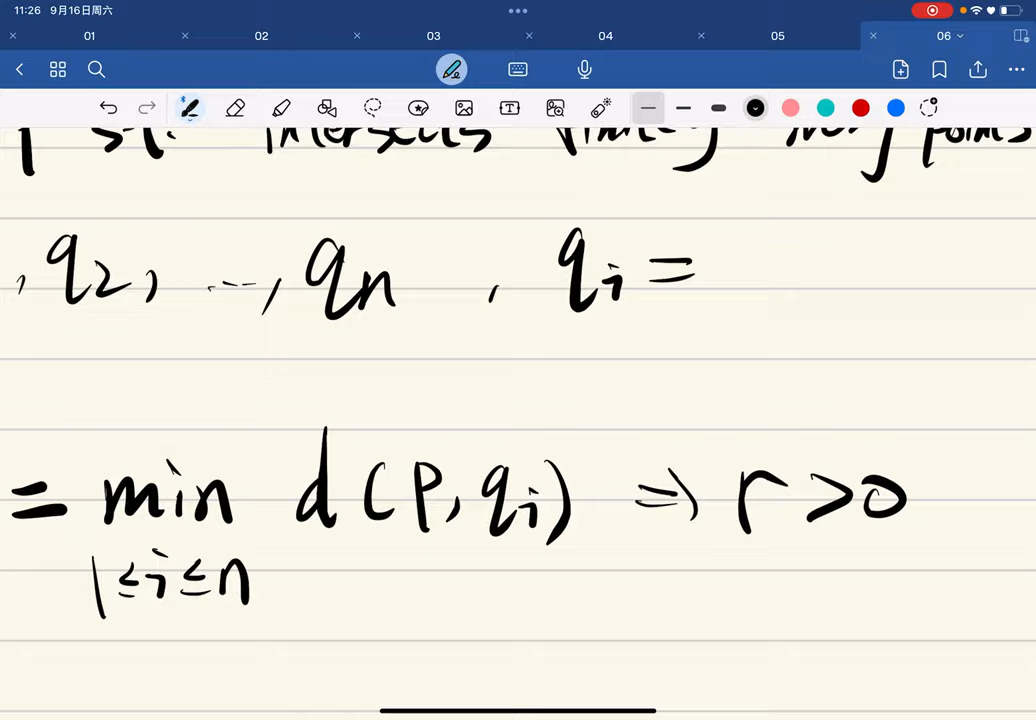 11:26 9月16日周六
01 02 03 04 05 06
s.t. intersects many points
, q₂, ..., qₙ , qᵢ =
= min d(p, qᵢ) ⇒ r > 0
1 ≤ i ≤ n